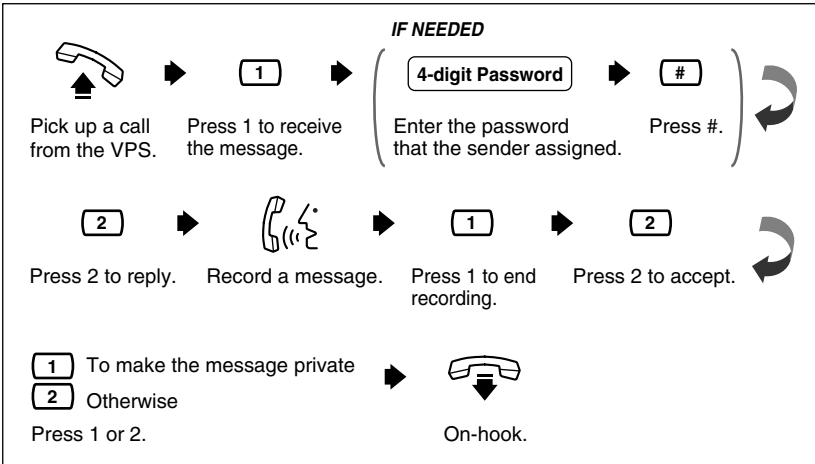 IF NEEDED
1
4-digit Password
#
Pick up a call
from the VPS.
Press 1 to receive
the message.
Enter the password
that the sender assigned.
Press #.
2
1
2
Press 2 to reply.
Record a message.
Press 1 to end
recording.
Press 2 to accept.
1 To make the message private
2 Otherwise
Press 1 or 2.
On-hook.